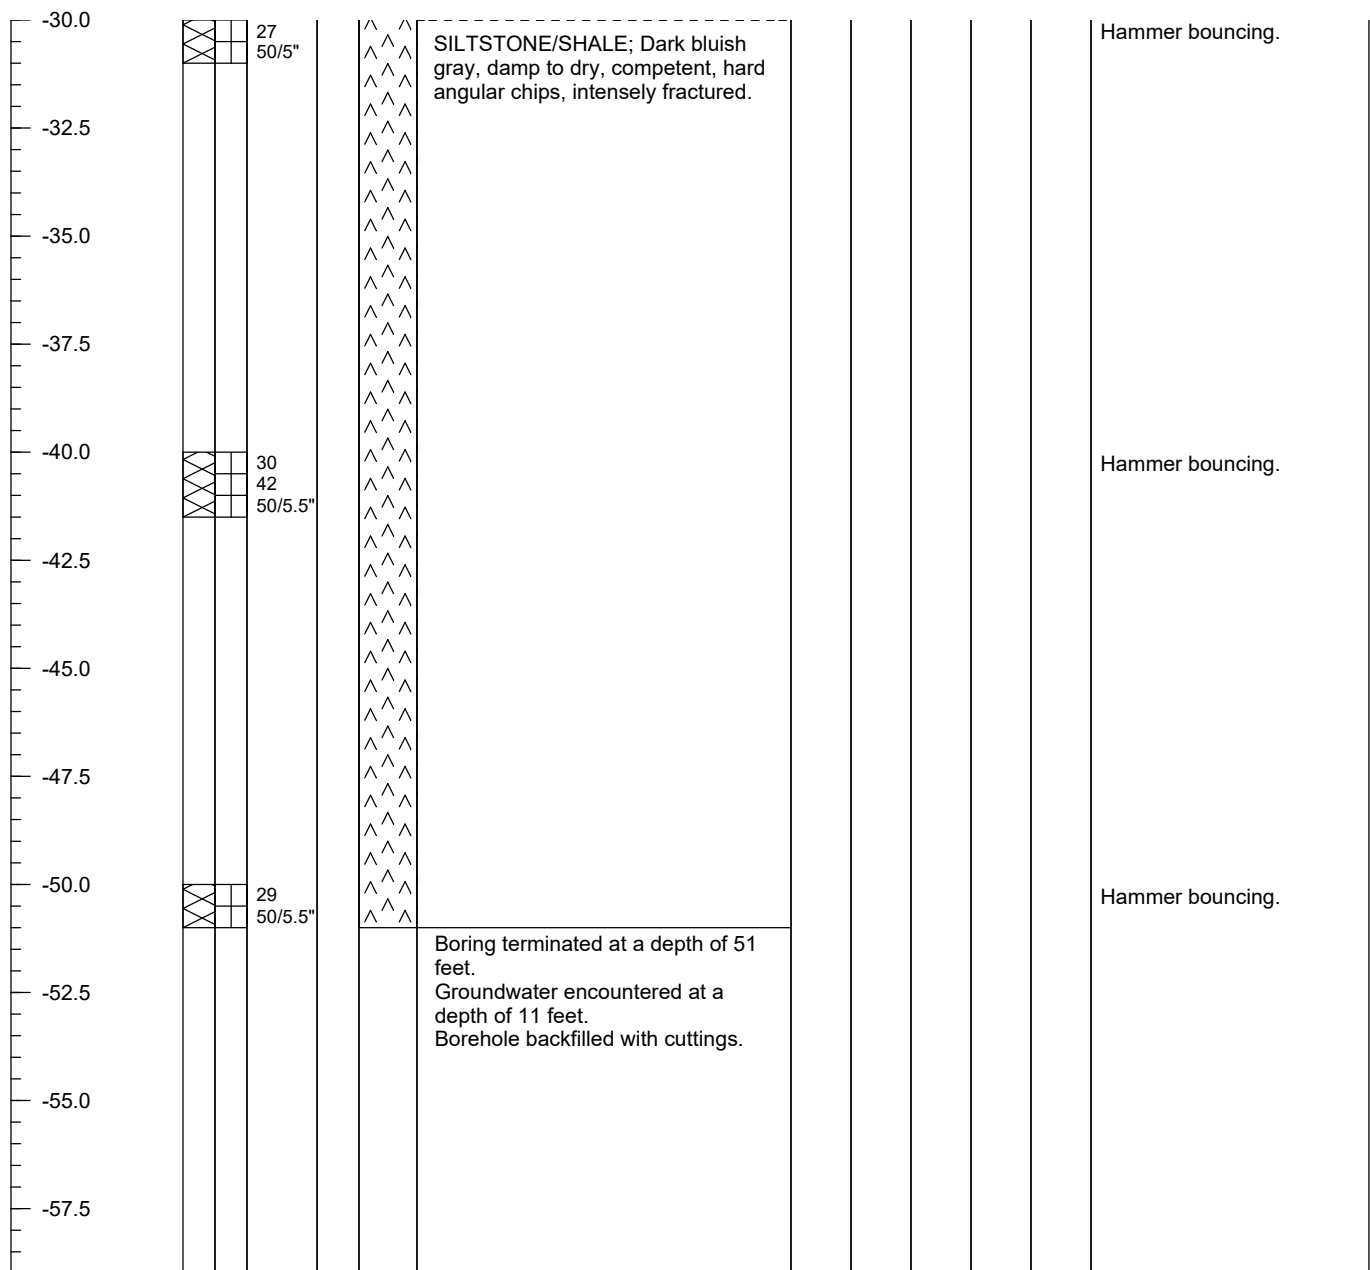 -30.0
27
50/5"
SILTSTONE/SHALE; Dark bluish
gray, damp to dry, competent, hard
angular chips, intensely fractured.
Hammer bouncing.
-32.5
-35.0
-37.5
-40.0
30
42
50/5.5"
Hammer bouncing.
-42.5
-45.0
-47.5
-50.0
29
50/5.5"
Hammer bouncing.
Boring terminated at a depth of 51
feet.
-52.5
Groundwater encountered at a
depth of 11 feet.
Borehole backfilled with cuttings.
-55.0
-57.5